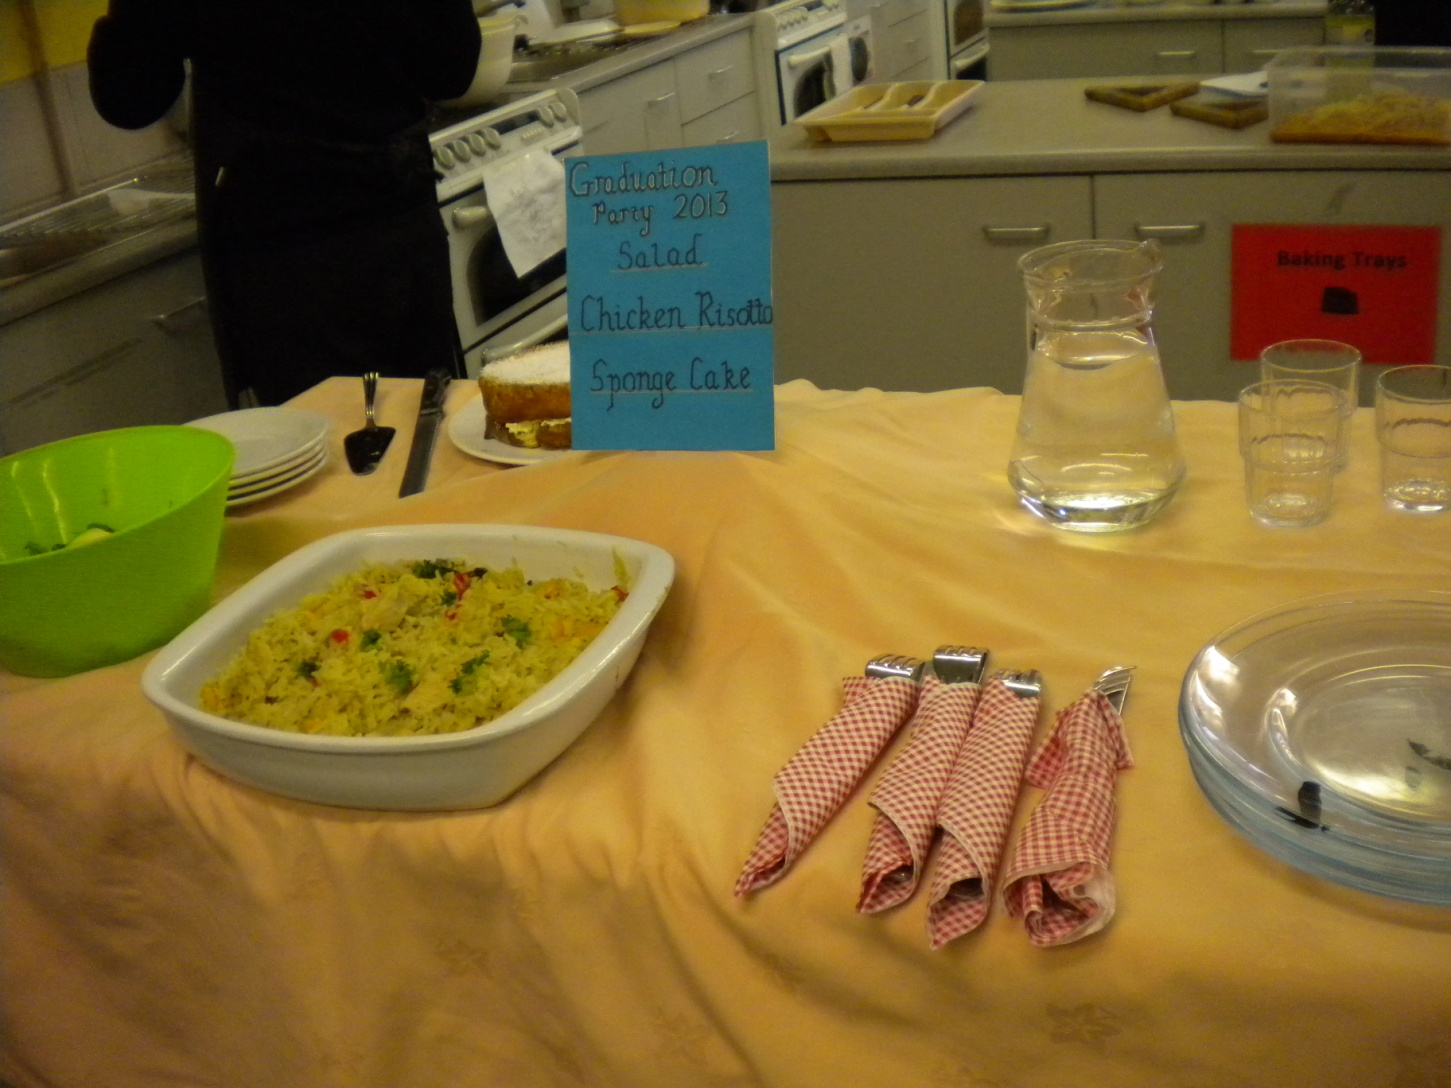 Graduation
Party 2013
Salad
Chicken Risotto
Sponge Cake
Baking Trays